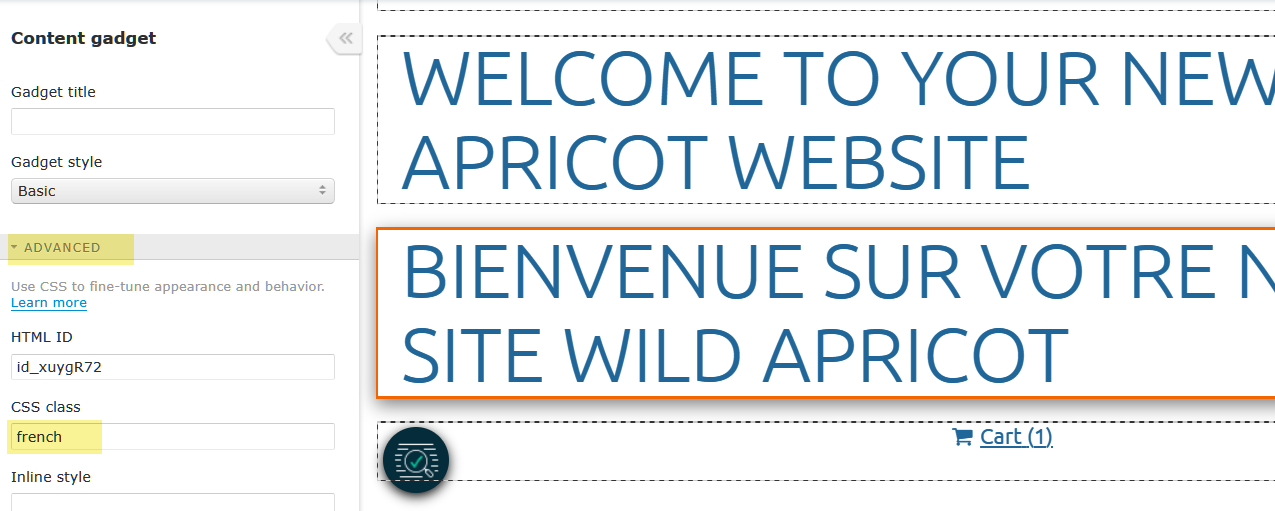 Content gadget
Gadget title
Gadget style
Basic
ADVANCED
Use CSS to fine-tune appearance and behavior.
Learn more
HTML ID
id_xuygR72
CSS class
french
Inline style
WELCOME TO YOUR NEW
APRICOT WEBSITE
BIENVENUE SUR VOTRE N
SITE WILD APRICOT
Cart (1)